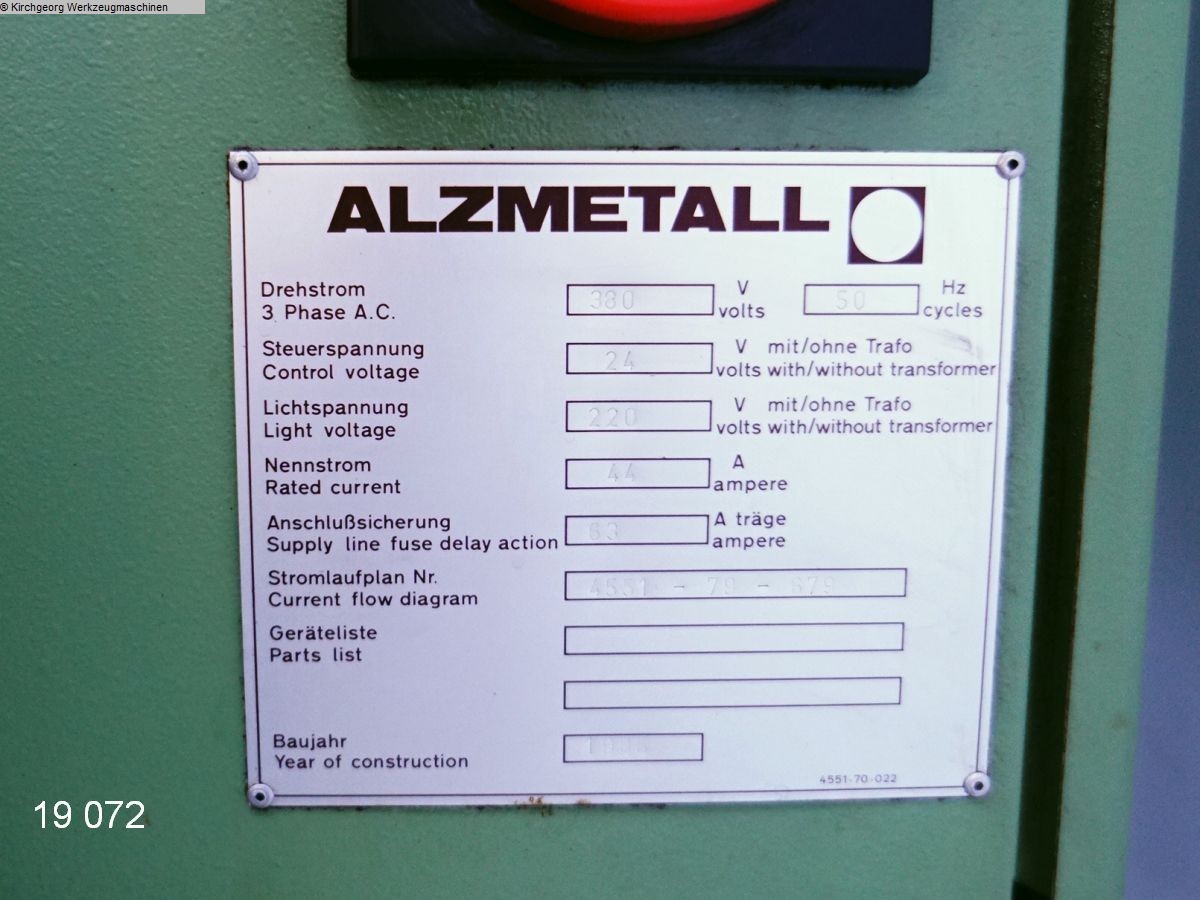 © Kirchgeorg Werkzeugmaschinen
ALZMETALL
Drehstrom 380 V 50 Hz
3 Phase A.C. volts cycles
Steuerspannung 24 V mit/ohne Trafo
Control voltage volts with/without transformer
Lichtspannung 220 V mit/ohne Trafo
Light voltage volts with/without transformer
Nennstrom 44 A
Rated current ampere
Anschlußsicherung 63 A träge
Supply line fuse delay action ampere
Stromlaufplan Nr. 4551 - 79 - 679
Current flow diagram
Geräteliste
Parts list
Baujahr
Year of construction
4551-70-022
19 072